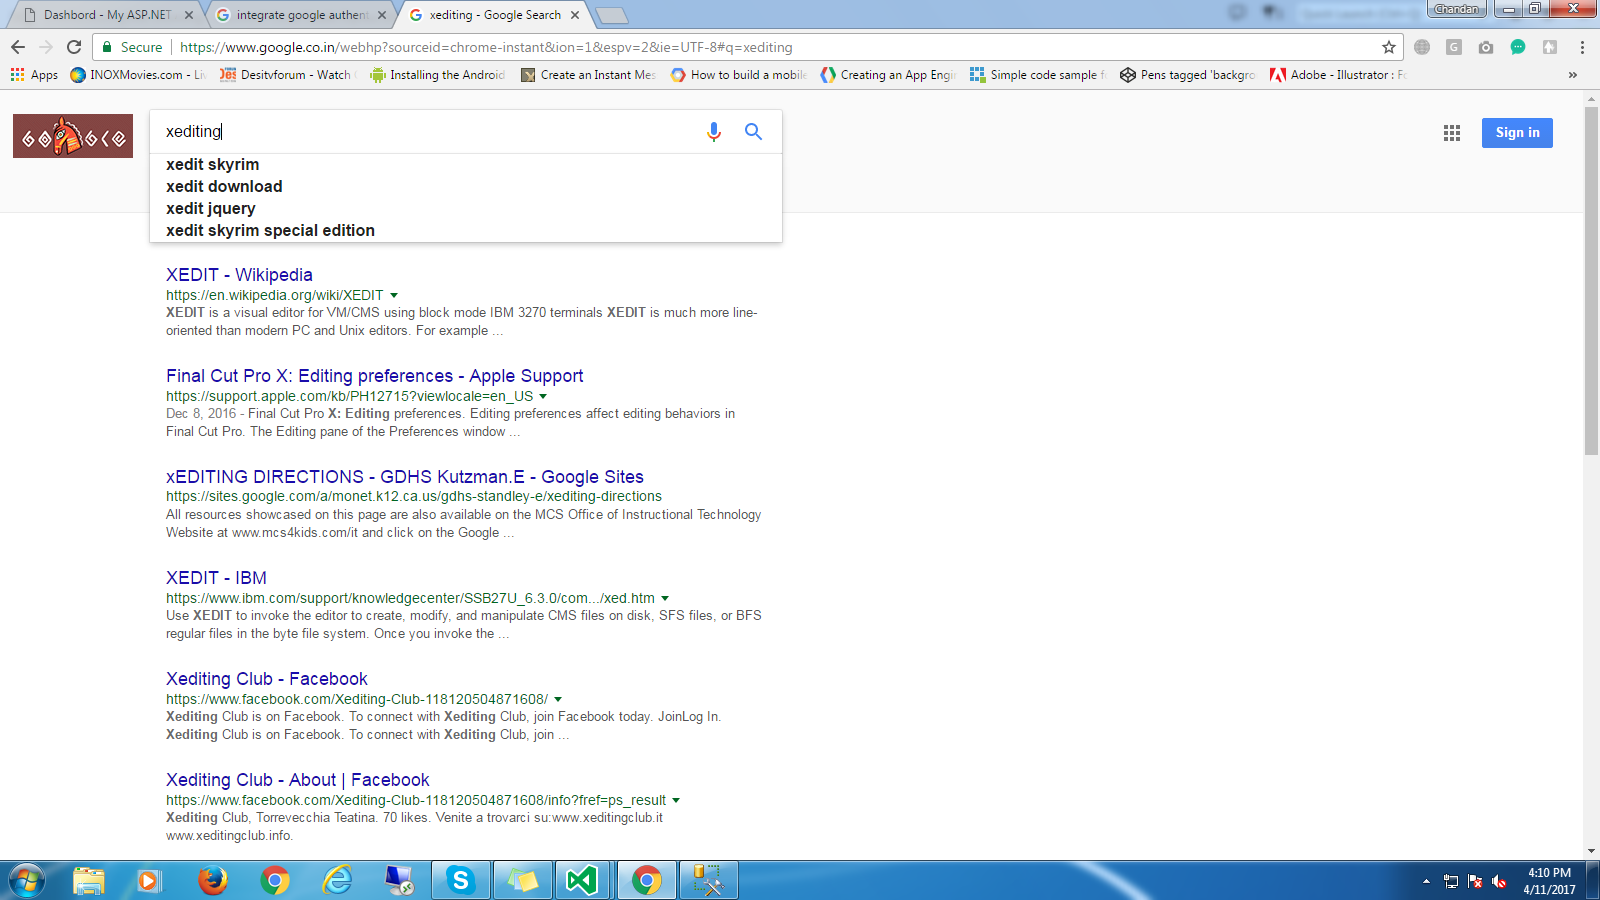 Dashbord - My ASP.NET
integrate google authent
xediting - Google Search
Chandan
Secure
https://www.google.co.in/webhp?sourceid=chrome-instant&ion=1&espv=2&ie=UTF-8#q=xediting
Apps
INOXMovies.com - Liv
Desitvforum - Watch
Installing the Android
Create an Instant Mes
How to build a mobile
Creating an App Engi
Simple code sample f
Pens tagged 'backgro
Adobe - Illustrator : Fo
»
xediting
Sign in
xedit skyrim
xedit download
xedit jquery
xedit skyrim special edition
XEDIT - Wikipedia
https://en.wikipedia.org/wiki/XEDIT
XEDIT is a visual editor for VM/CMS using block mode IBM 3270 terminals XEDIT is much more line-
oriented than modern PC and Unix editors. For example ...
Final Cut Pro X: Editing preferences - Apple Support
https://support.apple.com/kb/PH12715?viewlocale=en_US
Dec 8, 2016 - Final Cut Pro X: Editing preferences. Editing preferences affect editing behaviors in
Final Cut Pro. The Editing pane of the Preferences window ...
xEDITING DIRECTIONS - GDHS Kutzman.E - Google Sites
https://sites.google.com/a/monet.k12.ca.us/gdhs-standley-e/xediting-directions
All resources showcased on this page are also available on the MCS Office of Instructional Technology
Website at www.mcs4kids.com/it and click on the Google ...
XEDIT - IBM
https://www.ibm.com/support/knowledgecenter/SSB27U_6.3.0/com.../xed.htm
Use XEDIT to invoke the editor to create, modify, and manipulate CMS files on disk, SFS files, or BFS
regular files in the byte file system. Once you invoke the ...
Xediting Club - Facebook
https://www.facebook.com/Xediting-Club-118120504871608/
Xediting Club is on Facebook. To connect with Xediting Club, join Facebook today. JoinLog In.
Xediting Club is on Facebook. To connect with Xediting Club, join ...
Xediting Club - About | Facebook
https://www.facebook.com/Xediting-Club-118120504871608/info?fref=ps_result
Xediting Club, Torrevecchia Teatina. 70 likes. Venite a trovarci su:www.xeditingclub.it
www.xeditingclub.info.
4:10 PM
4/11/2017